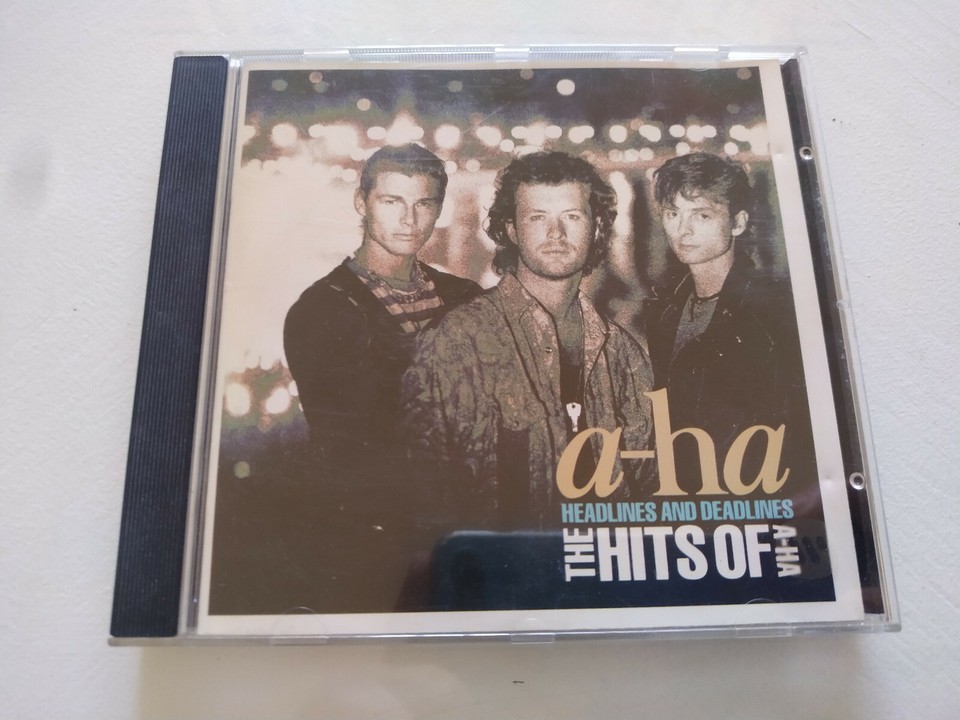 a-ha
HEADLINES AND DEADLINES
THE HITS OF A-HA